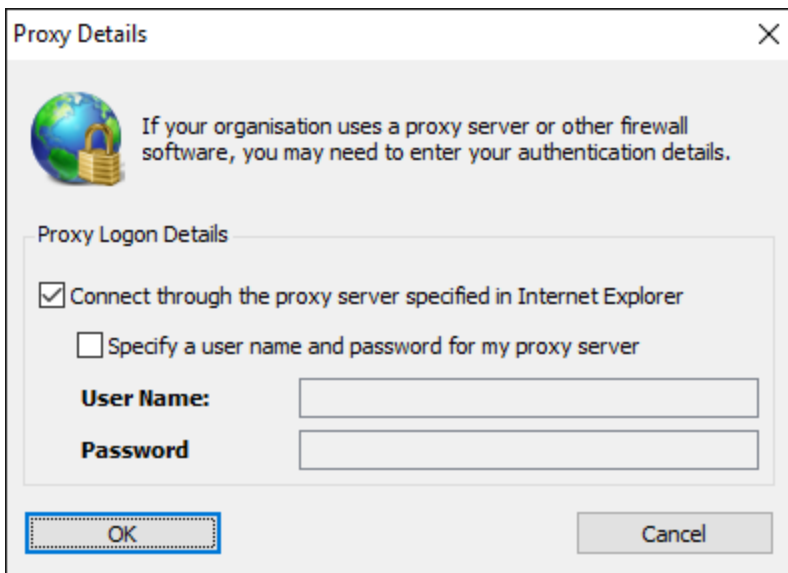 Proxy Details
If your organisation uses a proxy server or other firewall
software, you may need to enter your authentication details.
Proxy Logon Details
Connect through the proxy server specified in Internet Explorer
Specify a user name and password for my proxy server
User Name:
Password
OK
Cancel